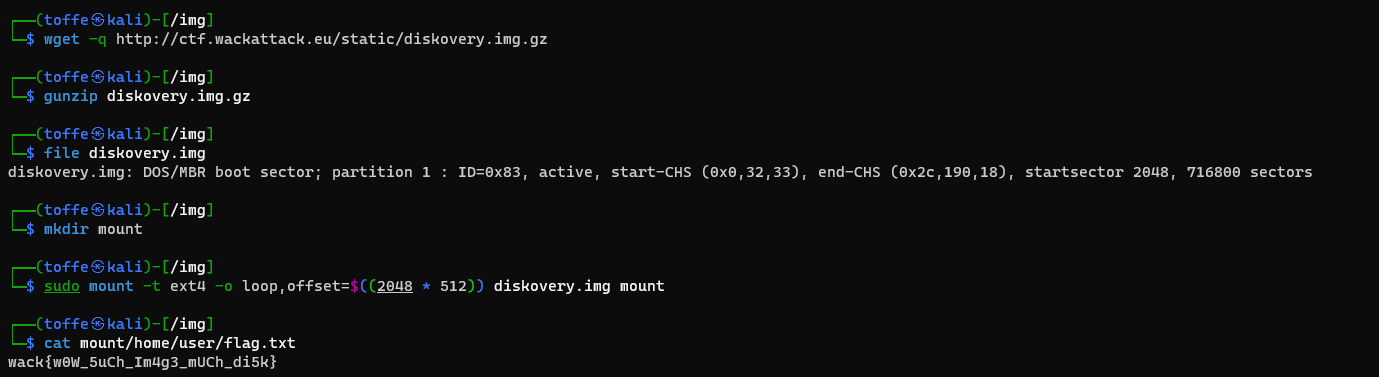 ┌──(toffe㉿kali)-[/img]
└─$ wget -q http://ctf.wackattack.eu/static/diskovery.img.gz
┌──(toffe㉿kali)-[/img]
└─$ gunzip diskovery.img.gz
┌──(toffe㉿kali)-[/img]
└─$ file diskovery.img
diskovery.img: DOS/MBR boot sector; partition 1 : ID=0x83, active, start-CHS (0x0,32,33), end-CHS (0x2c,190,18), startsector 2048, 716800 sectors
┌──(toffe㉿kali)-[/img]
└─$ mkdir mount
┌──(toffe㉿kali)-[/img]
└─$ sudo mount -t ext4 -o loop,offset=$((2048 * 512)) diskovery.img mount
┌──(toffe㉿kali)-[/img]
└─$ cat mount/home/user/flag.txt
wack{w0W_5uCh_Im4g3_mUCh_di5k}